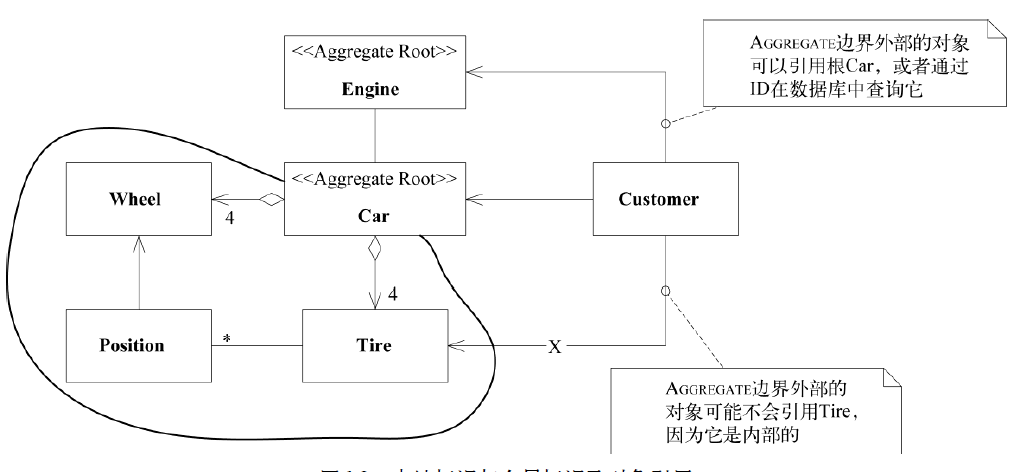 <<Aggregate Root>>
Engine
AGGREGATE边界外部的对象
可以引用根Car，或者通过
ID在数据库中查询它
Wheel
4
<<Aggregate Root>>
Car
Customer
4
Position
*
Tire
X
AGGREGATE边界外部的
对象可能不会引用Tire，
因为它是内部的